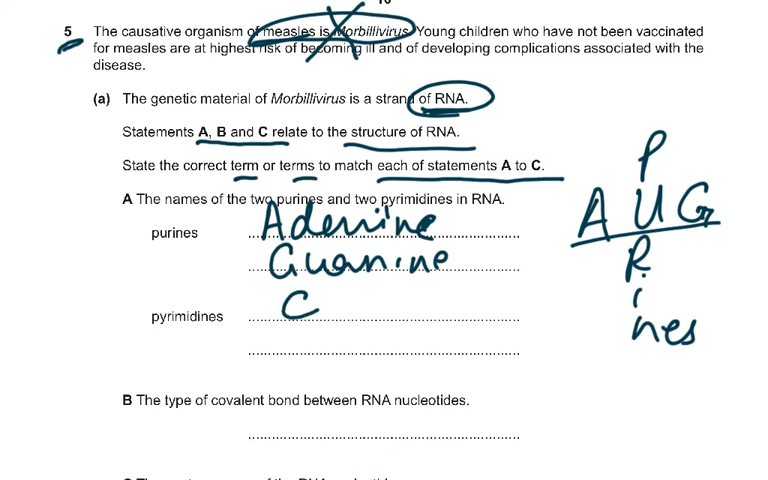 5 The causative organism of measles is Morbillivirus. Young children who have not been vaccinated
for measles are at highest risk of becoming ill and of developing complications associated with the
disease.
(a) The genetic material of Morbillivirus is a strand of RNA.
Statements A, B and C relate to the structure of RNA.
State the correct term or terms to match each of statements A to C.
A The names of the two purines and two pyrimidines in RNA.
purines Adenine
Guanine
pyrimidines C
P
A U G
R
i
nes
B The type of covalent bond between RNA nucleotides.